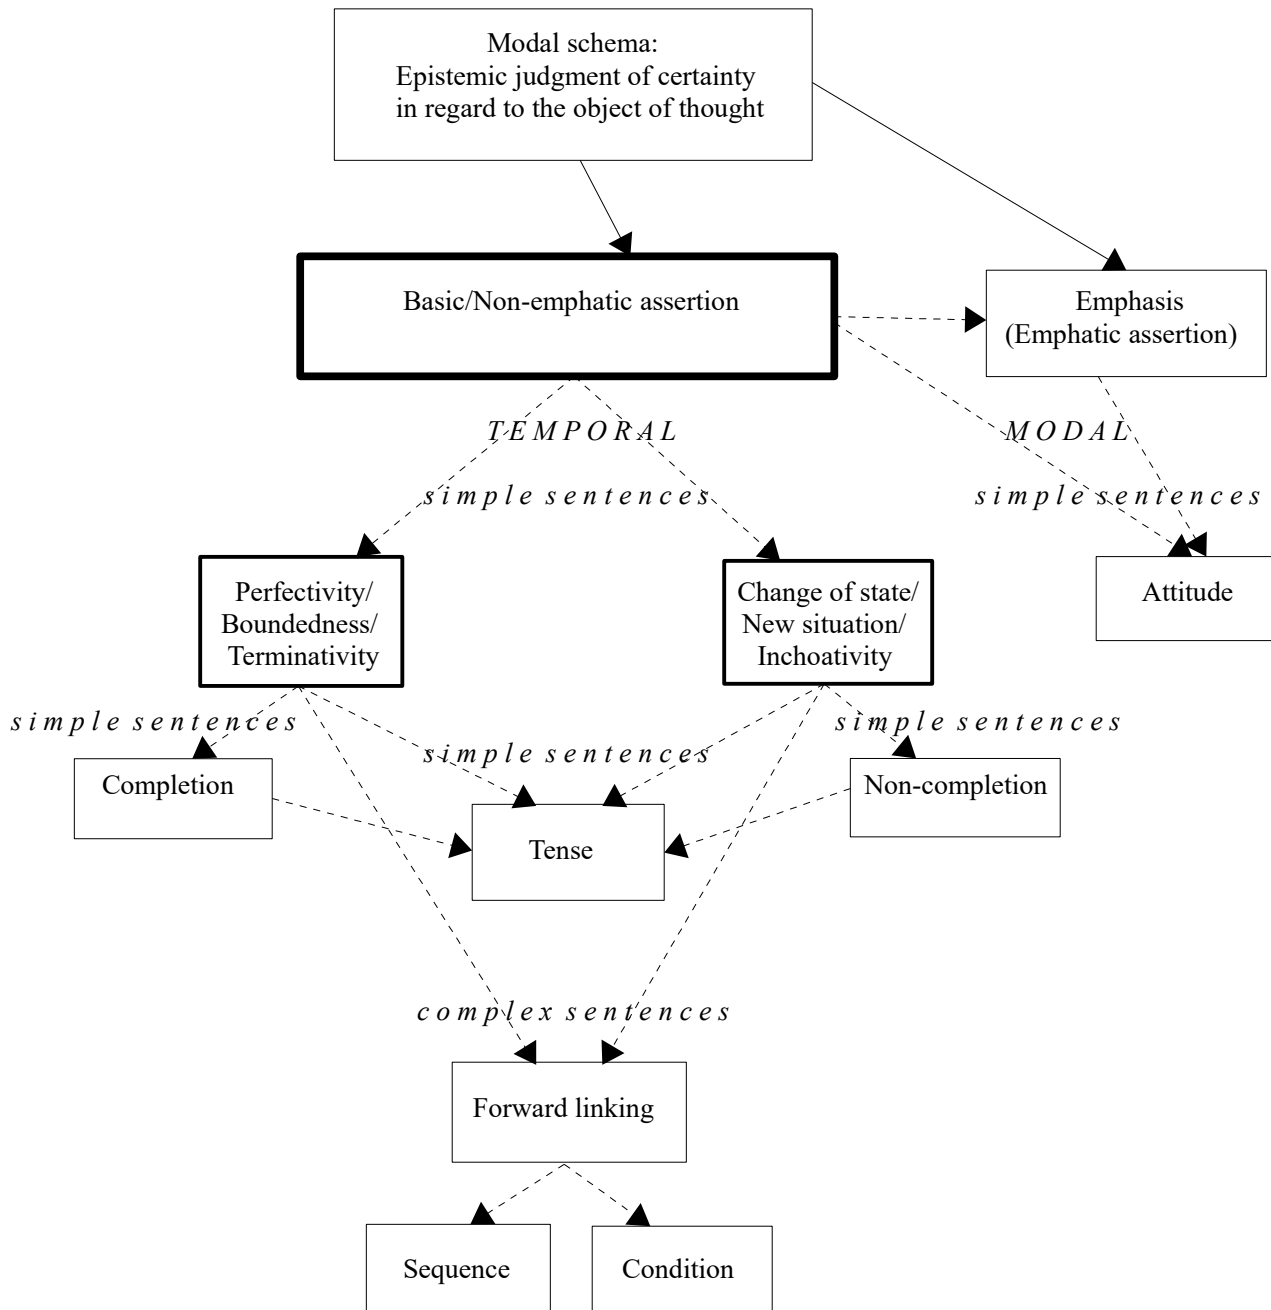 Modal schema:
Epistemic judgment of certainty
in regard to the object of thought
Basic/Non-emphatic assertion
Emphasis
(Emphatic assertion)
TEMPORAL
MODAL
simple sentences
simple sentences
Perfectivity/
Boundedness/
Terminativity
Change of state/
New situation/
Inchoativity
Attitude
simple sentences
simple sentences
simple sentences
Completion
Non-completion
Tense
complex sentences
Forward linking
Sequence
Condition